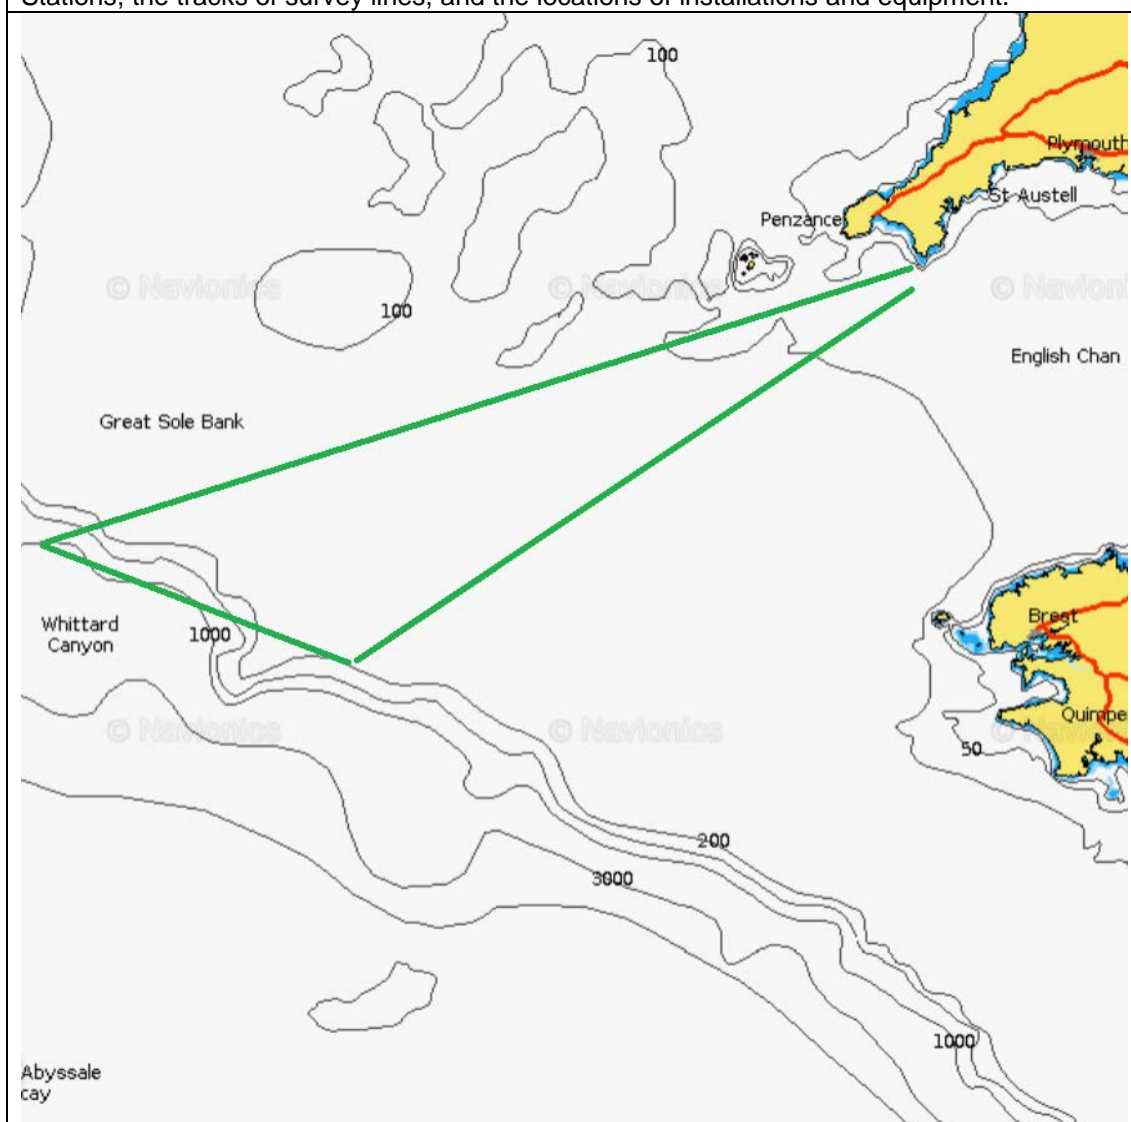 Stations, the tracks of survey lines, and the locations of installations and equipment.
100
Plymouth
St Austell
Penzance
© Navionics
© Navionics
© Navioni
100
English Chan
Great Sole Bank
Whittard
Canyon
1000
Brest
Quimpe
© Navionics
© Navionics
©
50
200
3000
1000
Abyssale
cay